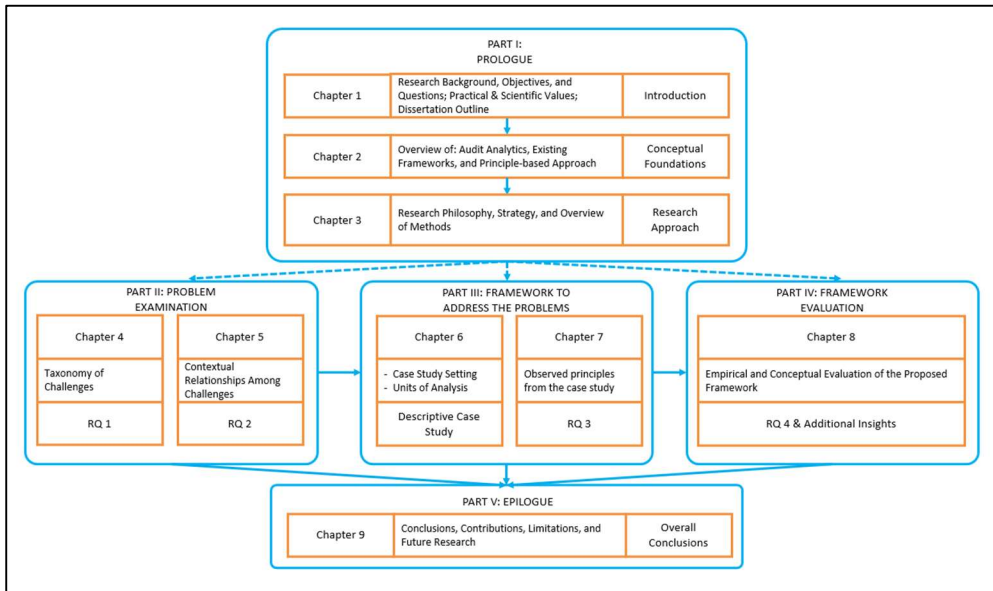 PART I:
PROLOGUE
Chapter 1
Research Background, Objectives, and
Questions; Practical & Scientific Values;
Dissertation Outline
Introduction
Chapter 2
Overview of: Audit Analytics, Existing
Frameworks, and Principle-based Approach
Conceptual
Foundations
Chapter 3
Research Philosophy, Strategy, and Overview
of Methods
Research
Approach
PART II: PROBLEM
EXAMINATION
Chapter 4
Taxonomy of
Challenges
RQ 1
Chapter 5
Contextual
Relationships Among
Challenges
RQ 2
PART III: FRAMEWORK TO
ADDRESS THE PROBLEMS
Chapter 6
- Case Study Setting
- Units of Analysis
Descriptive Case
Study
Chapter 7
Observed principles
from the case study
RQ 3
PART IV: FRAMEWORK
EVALUATION
Chapter 8
Empirical and Conceptual Evaluation of the Proposed
Framework
RQ 4 & Additional Insights
PART V: EPILOGUE
Chapter 9
Conclusions, Contributions, Limitations, and
Future Research
Overall
Conclusions